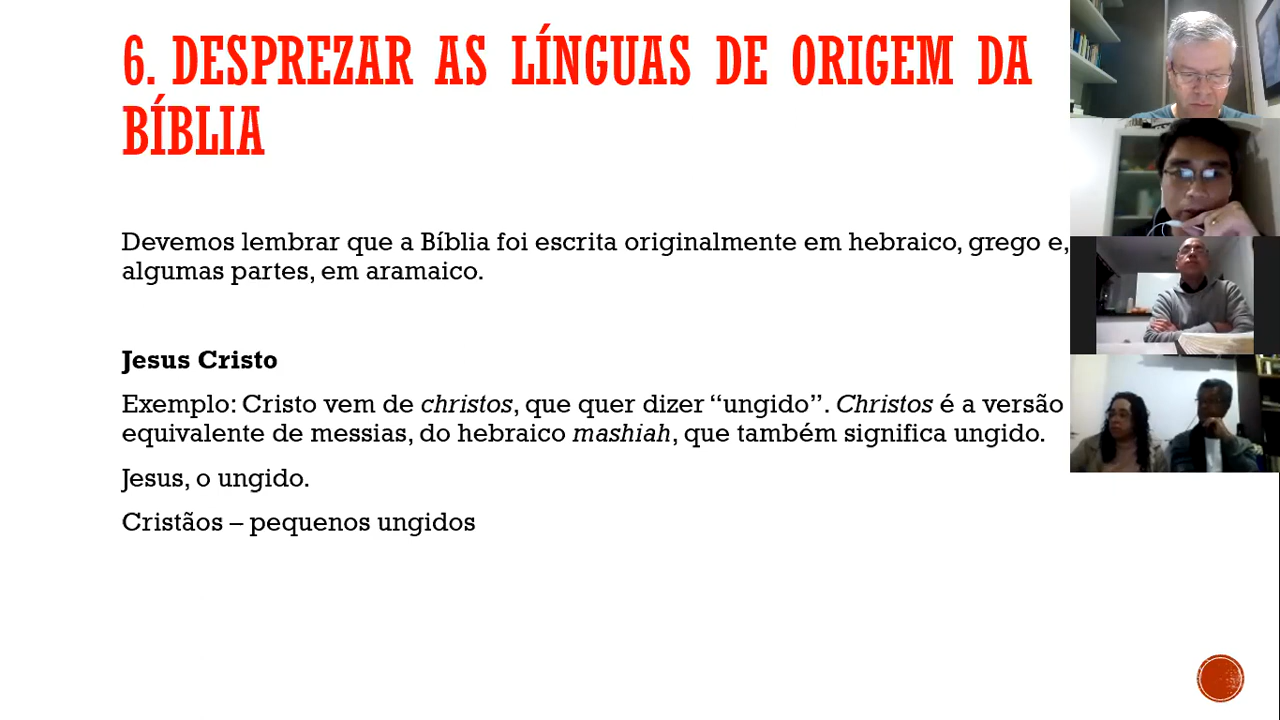 6. DESPREZAR AS LÍNGUAS DE ORIGEM DA
BÍBLIA
Devemos lembrar que a Bíblia foi escrita originalmente em hebraico, grego e,
algumas partes, em aramaico.
Jesus Cristo
Exemplo: Cristo vem de christos, que quer dizer “ungido”. Christos é a versão
equivalente de messias, do hebraico mashiah, que também significa ungido.
Jesus, o ungido.
Cristãos – pequenos ungidos